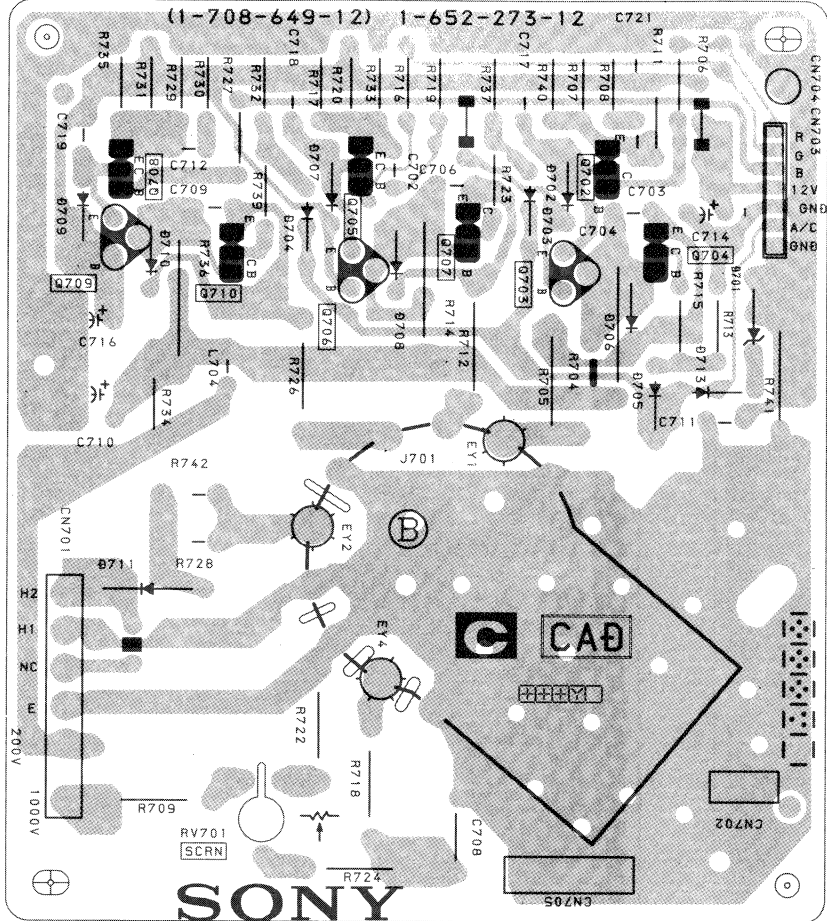 (1-708-649-12) 1-652-273-12 C721
R735
R731
R729
R730
R727
R732
C718
R717
R720
R733
R716
R719
R737
C717
R740
R707
R708
R711
R706
CN704
CN703
C719
E
C
B
Q708
C712
C709
D707
E
C
B
C702
C706
R723
D702
Q702
E
C
B
C703
R
G
B
12V
GND
A/C
GND
D709
E
B
D710
R739
R736
E
CB
D704
Q705
E
B
E
C
B
Q707
D703
E
B
C704
E
C
B
C714
Q704
Q709
Q710
Q706
D708
R714
R712
Q703
D706
R715
R713
D701
C716
L704
R726
R705
R704
D705
D713
R741
C710
R734
C711
R742
J701
EY1
CN701
EY2
B
D711
R728
H2
H1
NC
E
200V
1000V
EY4
C CAD
R722
R718
R709
RV701
SCRN
C708
CN702
R724
CN705
SONY